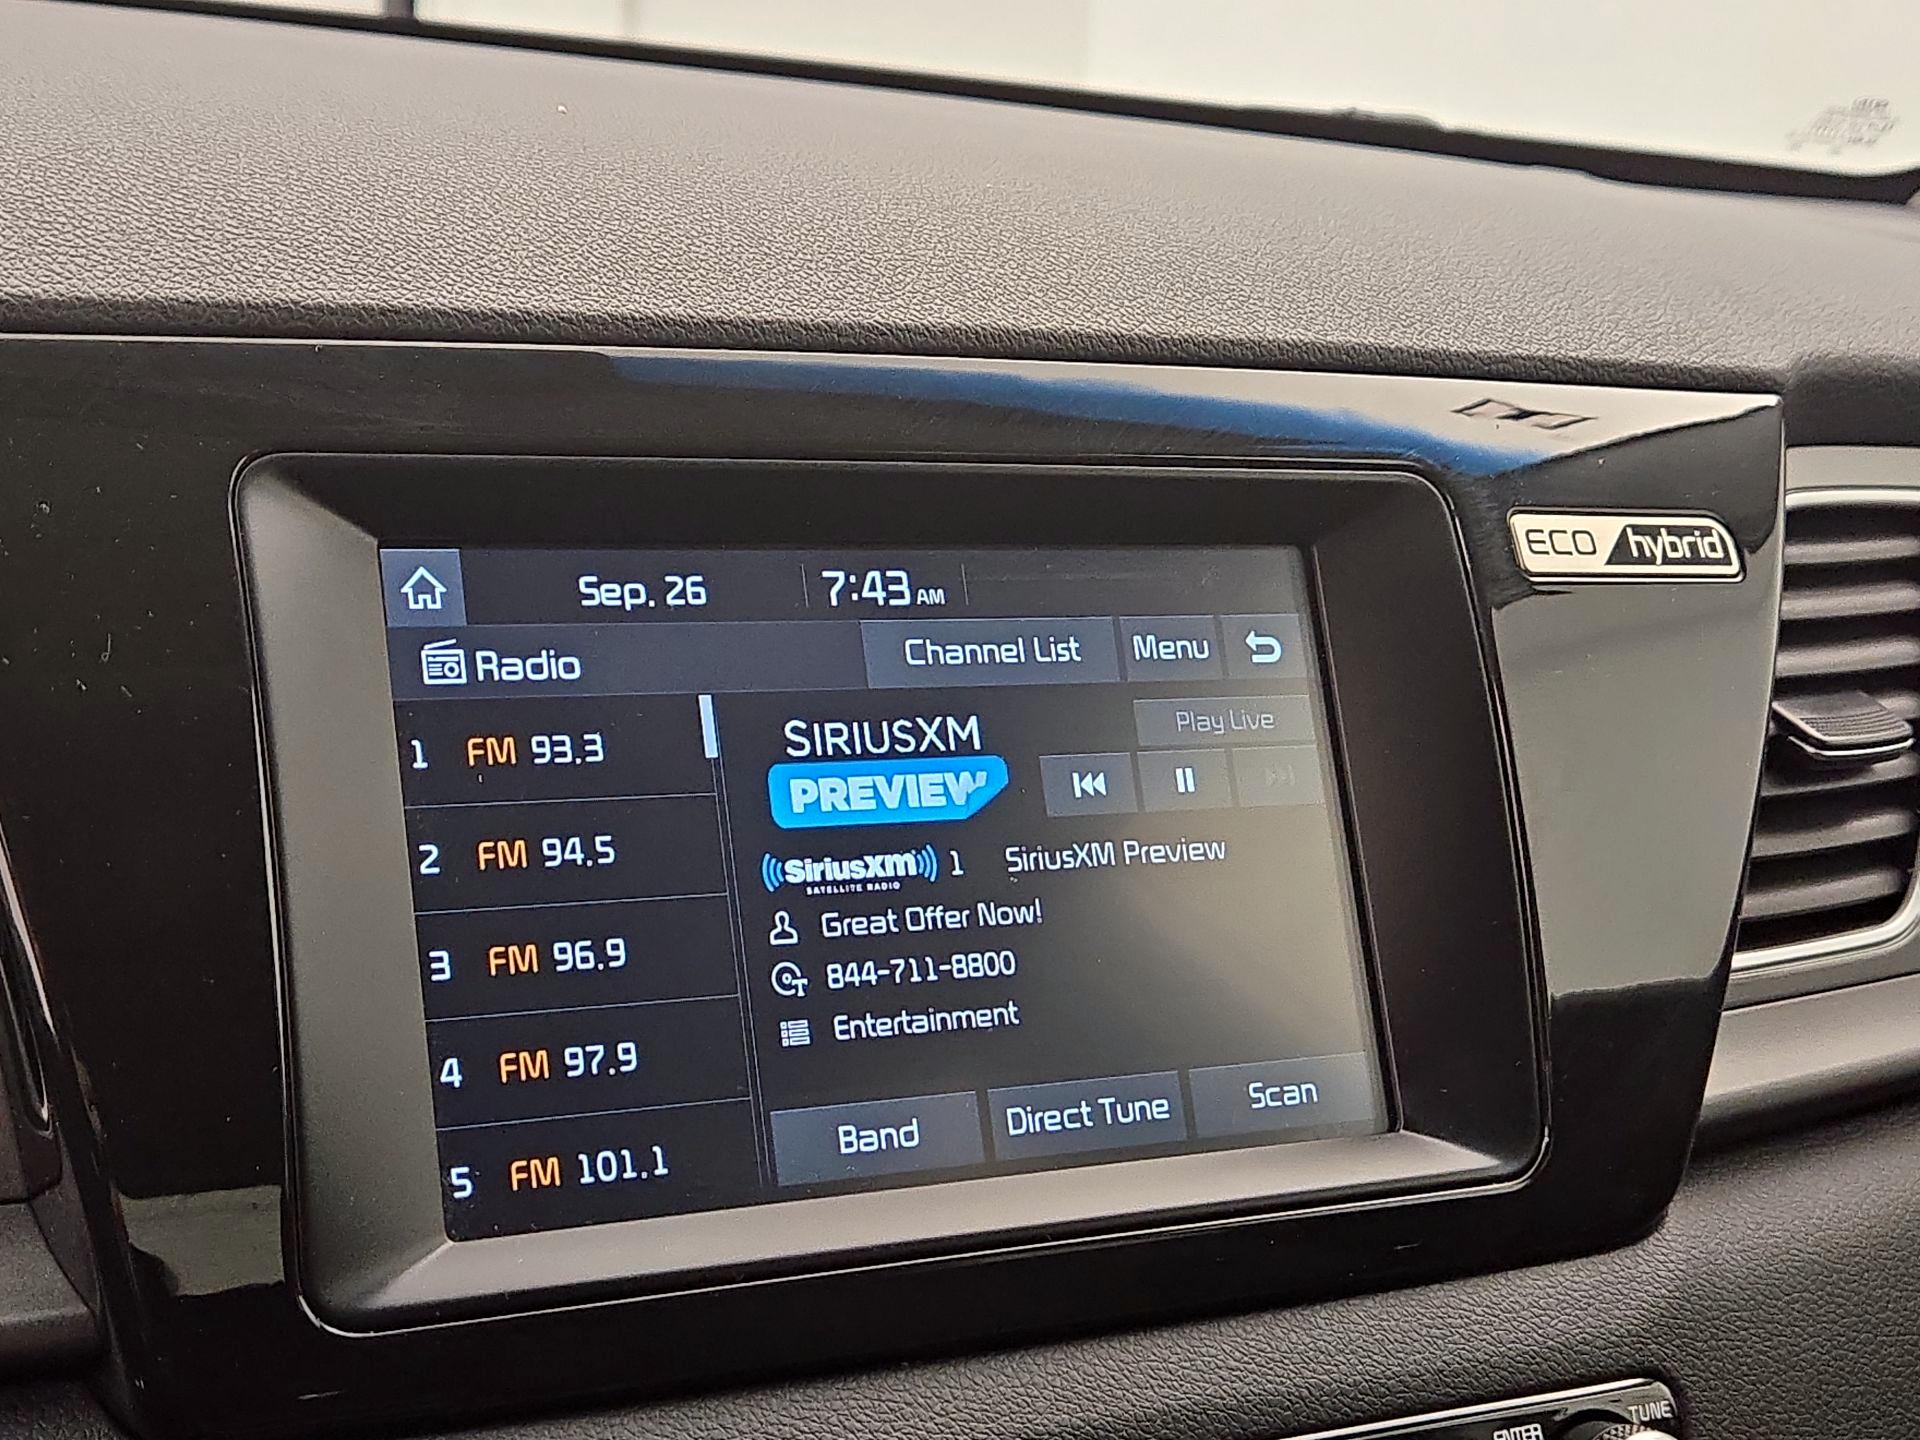 Sep. 26 7:43 AM
ECO hybrid
Radio Channel List Menu
1 FM 93.3
2 FM 94.5
3 FM 96.9
4 FM 97.9
5 FM 101.1
Play Live
SIRIUSXM
PREVIEW
SiriusXM 1 SiriusXM Preview
SATELLITE RADIO
Great Offer Now!
844-711-8800
Entertainment
Band Direct Tune Scan
TUNE
ENTER